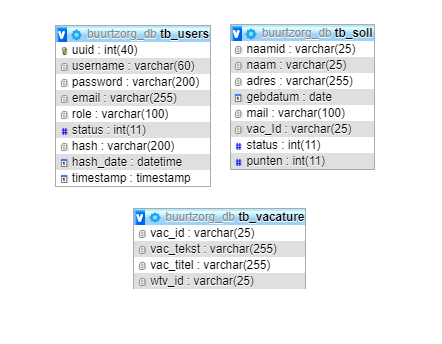 buurtzorg_db tb_users
uuid : int(40)
username : varchar(60)
password : varchar(200)
email : varchar(255)
role : varchar(100)
status : int(11)
hash : varchar(200)
hash_date : datetime
timestamp : timestamp
buurtzorg_db tb_soll
naamid : varchar(25)
naam : varchar(25)
adres : varchar(255)
gebdatum : date
mail : varchar(100)
vac_Id : varchar(25)
status : int(11)
punten : int(11)
buurtzorg_db tb_vacature
vac_id : varchar(25)
vac_tekst : varchar(255)
vac_titel : varchar(255)
wtv_id : varchar(25)